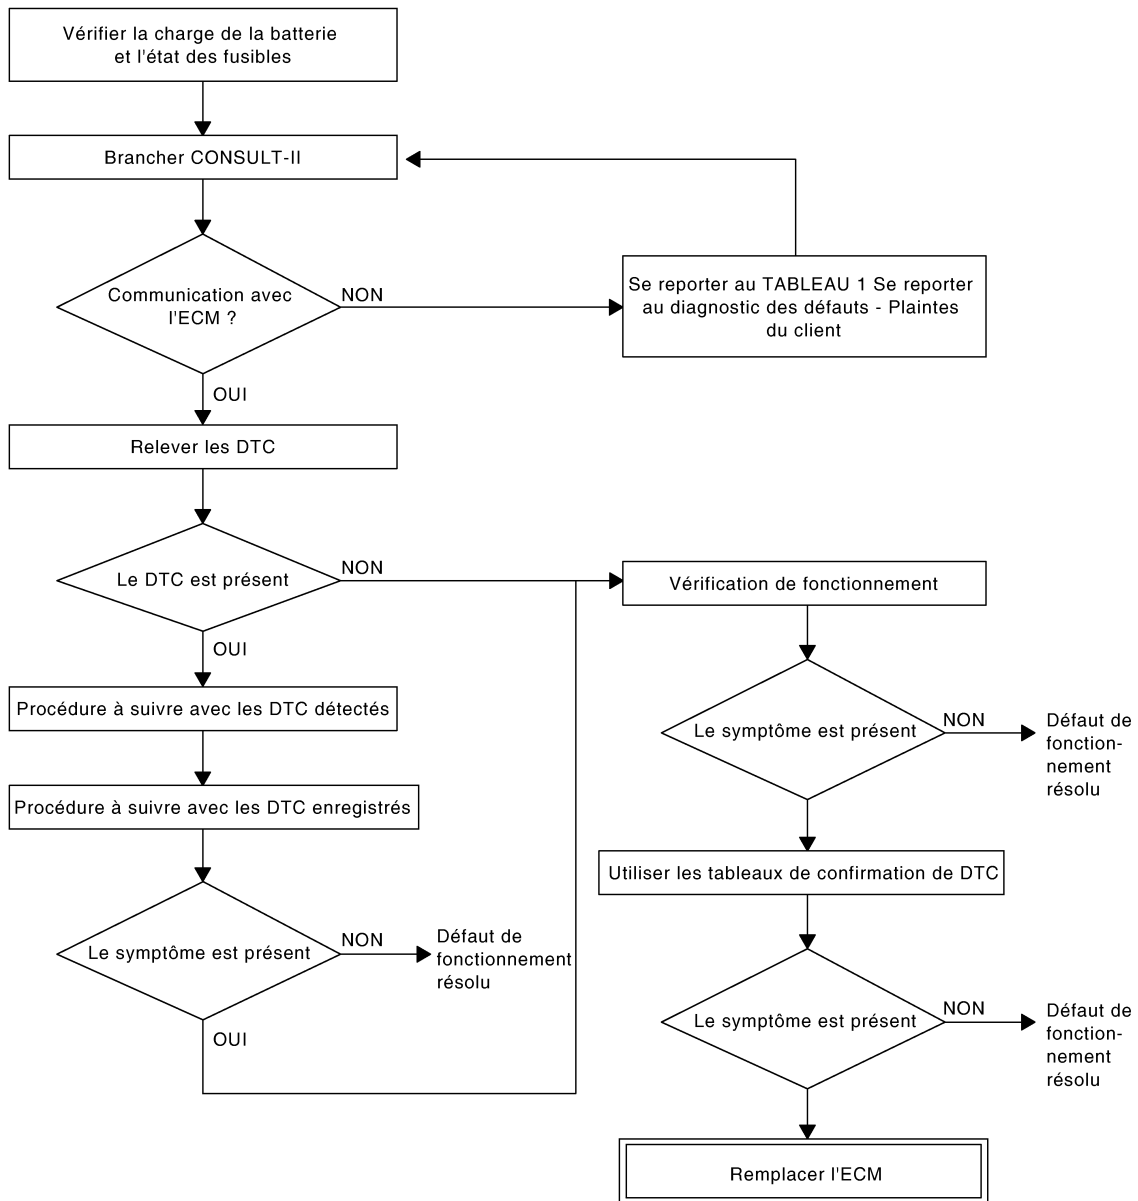 Vérifier la charge de la batterie
et l'état des fusibles
Brancher CONSULT-II
Communication avec
l'ECM ?
NON
Se reporter au TABLEAU 1 Se reporter
au diagnostic des défauts - Plaintes
du client
OUI
Relever les DTC
Le DTC est présent
NON
Vérification de fonctionnement
OUI
Procédure à suivre avec les DTC détectés
Procédure à suivre avec les DTC enregistrés
Le symptôme est présent
NON
Défaut de
fonctionnement
résolu
OUI
Le symptôme est présent
NON
Défaut de
fonction-
nement
résolu
Utiliser les tableaux de confirmation de DTC
Le symptôme est présent
NON
Défaut de
fonction-
nement
résolu
Remplacer l'ECM